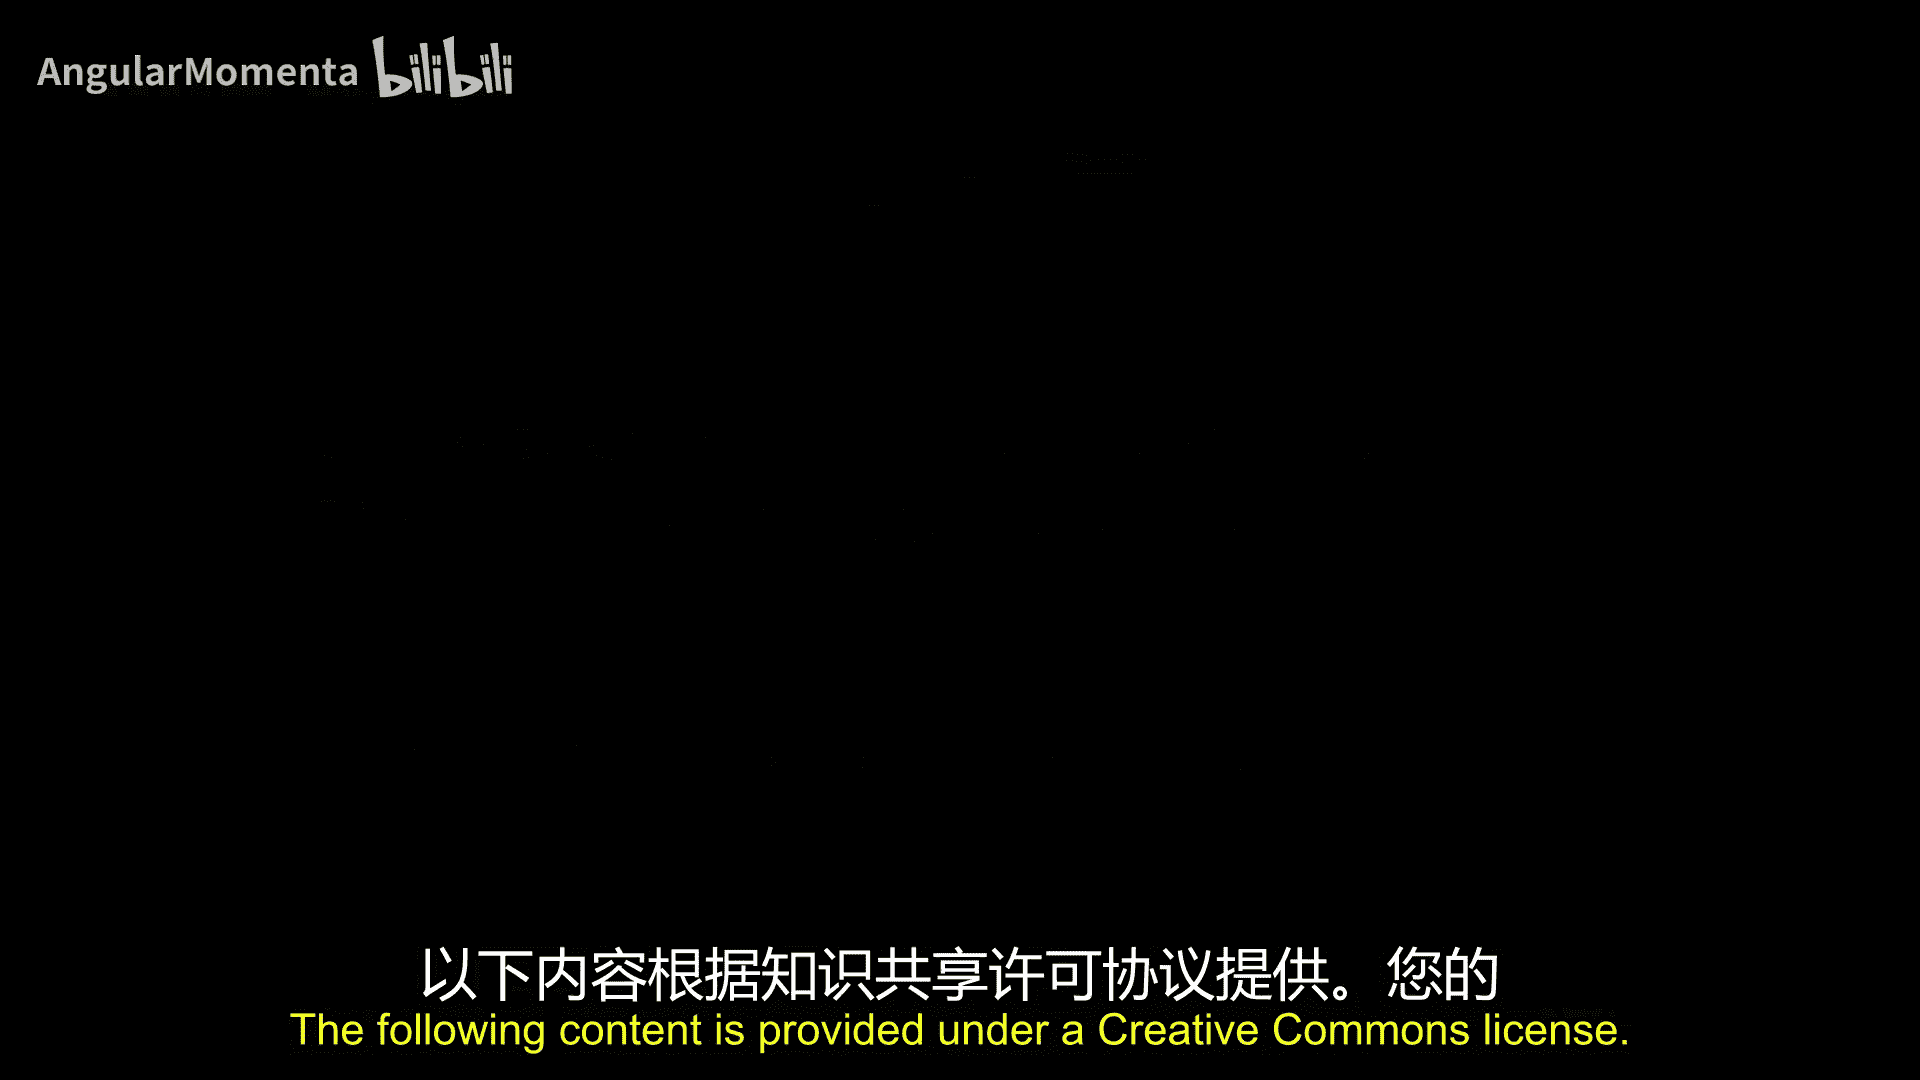 AngularMomenta bilibili
以下内容根据知识共享许可协议提供。您的
The following content is provided under a Creative Commons license.